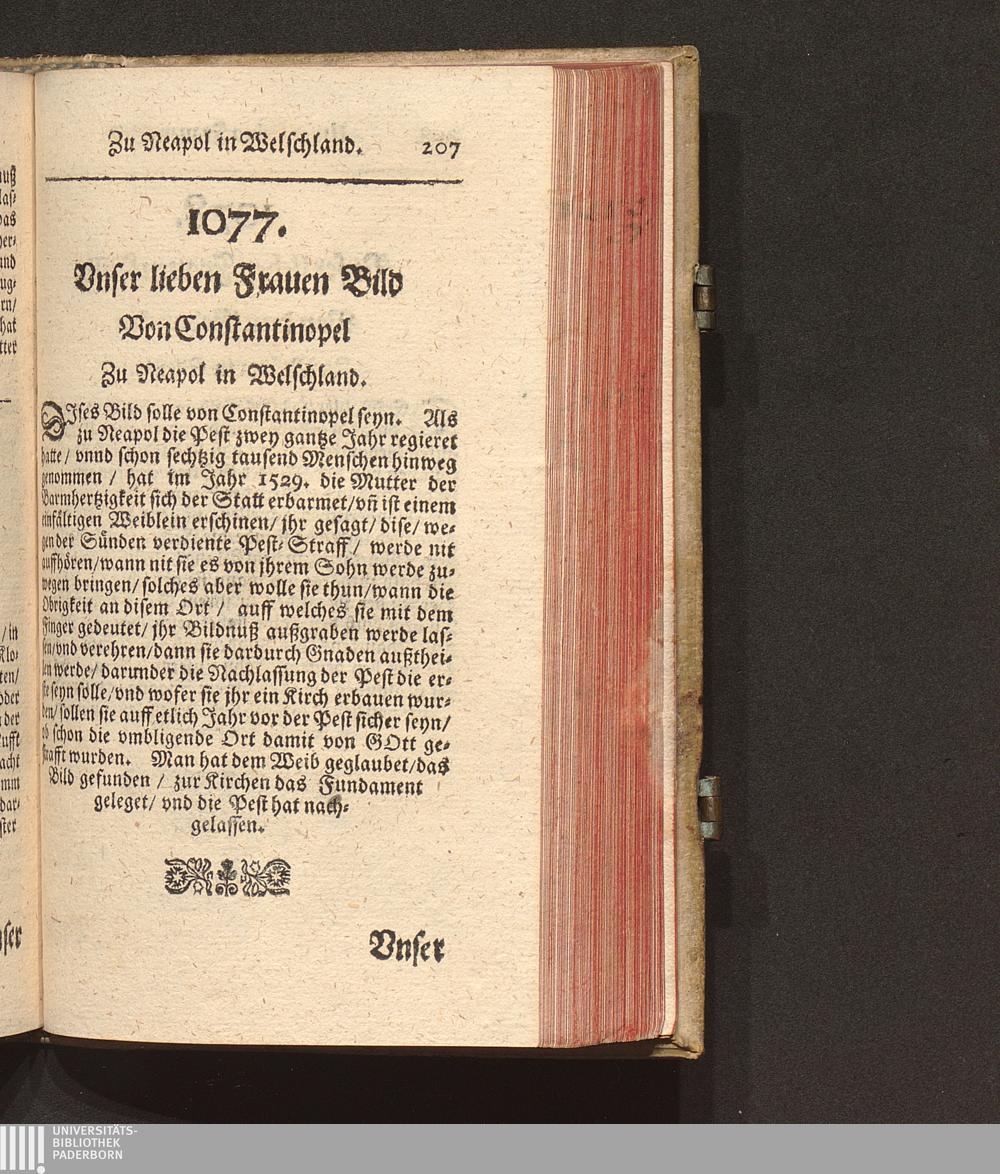 Zu Neapol in Welschland. 207
1077.
Vnser lieben Frauen Bild
Von Constantinopel
Zu Neapol in Welschland.
DIses Bild solle von Constantinopel seyn. Als
zu Neapol die Pest zwey gantze Jahr regieret
hatte / vnnd schon sechtzig tausend Menschen hinweg
genommen / hat im Jahr 1529. die Mutter der
Barmhertzigkeit sich der Statt erbarmet/vñ ist einem
einfältigen Weiblein erschinen/ jhr gesagt/ dise/ we-
gen der Sünden verdiente Pest-Straff / werde nit
auffhören/wann nit sie es von jhrem Sohn werde zu-
wegen bringen/ solches aber wolle sie thun/wann die
Obrigkeit an disem Ort / auff welches sie mit dem
Finger gedeutet/ jhr Bildnuß außgraben werde las-
sen/vnd verehren/dann sie dardurch Gnaden außthei-
len werde/ darunder die Nachlassung der Pest die er-
ste seyn solle/vnd wofer sie jhr ein Kirch erbauen wur-
den/ sollen sie auff etlich Jahr vor der Pest sicher seyn/
ob schon die vmbligende Ort damit von GOtt ge-
strafft wurden. Man hat dem Weib geglaubet/das
Bild gefunden / zur Kirchen das Fundament
geleget/ vnd die Pest hat nach-
gelassen.
Vnser
UNIVERSITÄTS-
BIBLIOTHEK
PADERBORN